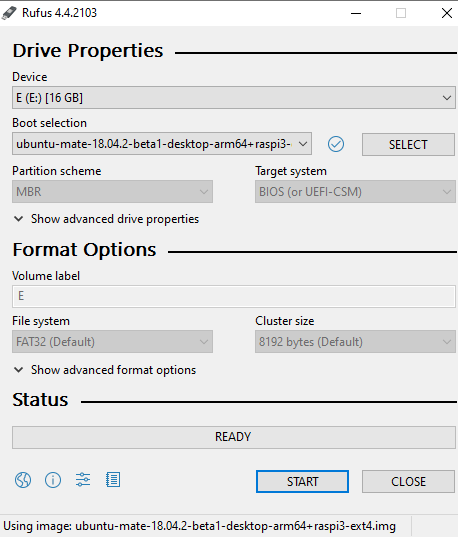 Rufus 4.4.2103
Drive Properties
Device
E (E:) [16 GB]
Boot selection
ubuntu-mate-18.04.2-beta1-desktop-arm64+raspi3-
SELECT
Partition scheme
Target system
MBR
BIOS (or UEFI-CSM)
Show advanced drive properties
Format Options
Volume label
E
File system
Cluster size
FAT32 (Default)
8192 bytes (Default)
Show advanced format options
Status
READY
START
CLOSE
Using image: ubuntu-mate-18.04.2-beta1-desktop-arm64+raspi3-ext4.img